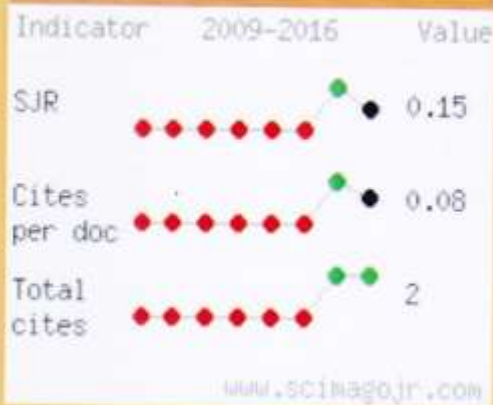 Indicator 2009-2016 Value
SJR 0.15
Cites
per doc 0.08
Total
cites 2
www.scimagojr.com